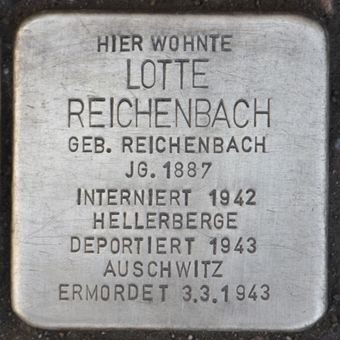 HIER WOHNTE
LOTTE
REICHENBACH
GEB. REICHENBACH
JG. 1887
INTERNIERT 1942
HELLERBERGE
DEPORTIERT 1943
AUSCHWITZ
ERMORDET 3.3.1943